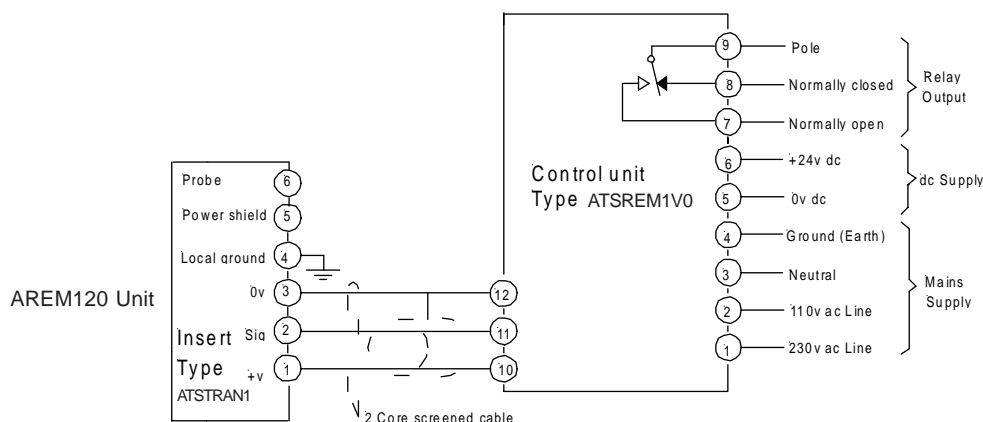 9 Pole
8 Normally closed
7 Normally open
Relay
Output
6 +24v dc
5 0v dc
dc Supply
4 Ground (Earth)
3 Neutral
2 110v ac Line
1 230v ac Line
Mains
Supply
Control unit
Type ATSREM1V0
12
11
10
Probe 6
Power shield 5
Local ground 4
0v 3
Sig 2
+v 1
Insert
Type
ATSTRAN1
AREM120 Unit
2 Core screened cable